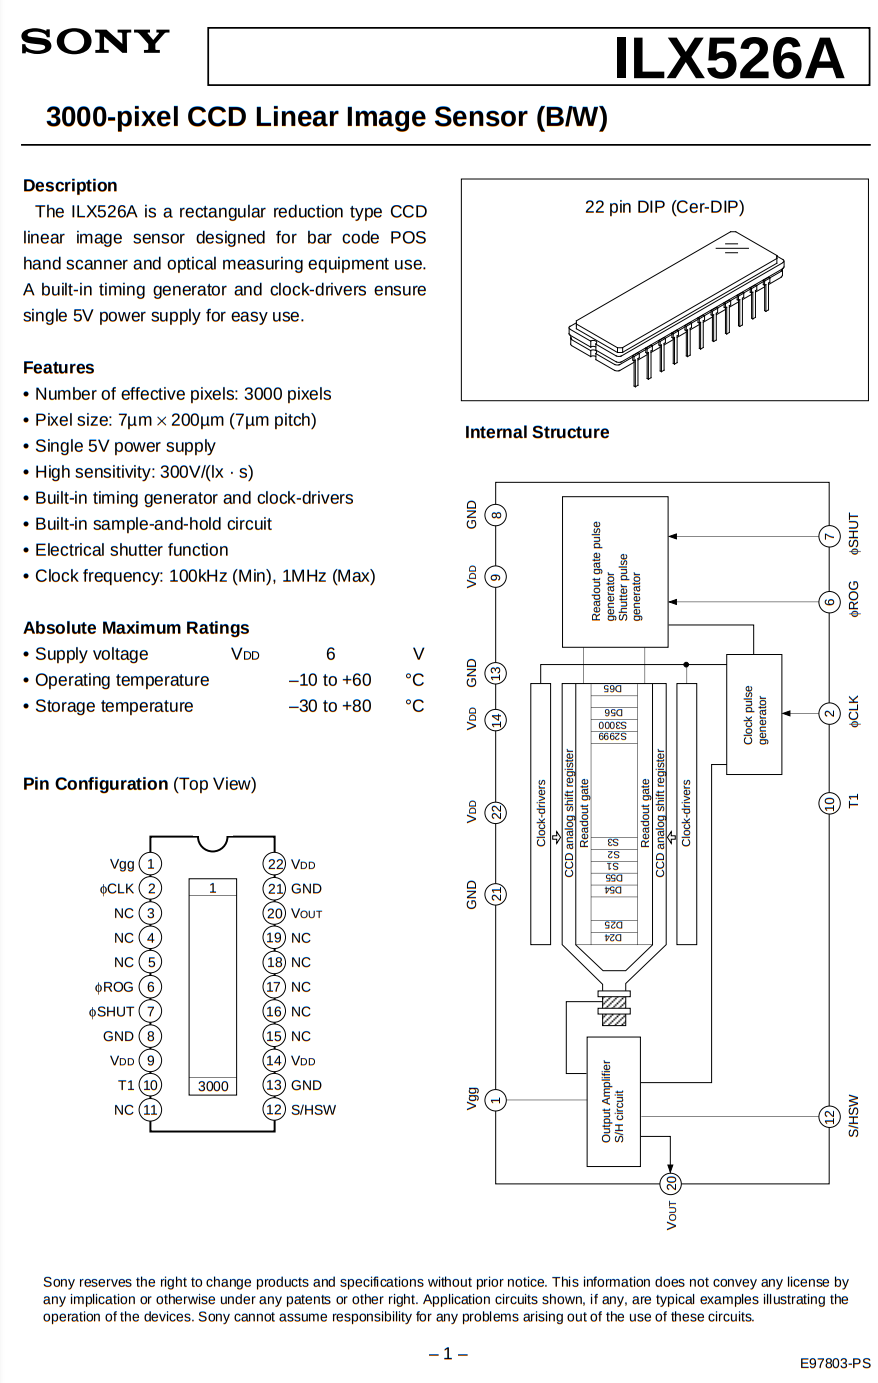 SONY
ILX526A
3000-pixel CCD Linear Image Sensor (B/W)
Description
The ILX526A is a rectangular reduction type CCD
linear image sensor designed for bar code POS
hand scanner and optical measuring equipment use.
A built-in timing generator and clock-drivers ensure
single 5V power supply for easy use.
Features
• Number of effective pixels: 3000 pixels
• Pixel size: 7µm × 200µm (7µm pitch)
• Single 5V power supply
• High sensitivity: 300V/(lx · s)
• Built-in timing generator and clock-drivers
• Built-in sample-and-hold circuit
• Electrical shutter function
• Clock frequency: 100kHz (Min), 1MHz (Max)
Absolute Maximum Ratings
• Supply voltage VDD 6 V
• Operating temperature –10 to +60 °C
• Storage temperature –30 to +80 °C
Pin Configuration (Top View)
Vgg 1 22 VDD
φCLK 2 1 21 GND
NC 3 20 VOUT
NC 4 19 NC
NC 5 18 NC
φROG 6 17 NC
φSHUT 7 16 NC
GND 8 15 NC
VDD 9 14 VDD
T1 10 3000 13 GND
NC 11 12 S/HSW
22 pin DIP (Cer-DIP)
Internal Structure
GND 8
VDD 9
GND 13
VDD 14
VDD 22
GND 21
Vgg 1
Readout gate pulse
generator
Shutter pulse
generator
7 φSHUT
6 φROG
Clock pulse
generator
2 φCLK
10 T1
Clock-drivers
CCD analog shift register
Readout gate
D65
D56
S3000
S2999
S3
S2
S1
D55
D54
D25
D24
Readout gate
CCD analog shift register
Clock-drivers
Output Amplifier
S/H circuit
12 S/HSW
20
VOUT
Sony reserves the right to change products and specifications without prior notice. This information does not convey any license by
any implication or otherwise under any patents or other right. Application circuits shown, if any, are typical examples illustrating the
operation of the devices. Sony cannot assume responsibility for any problems arising out of the use of these circuits.
– 1 –
E97803-PS